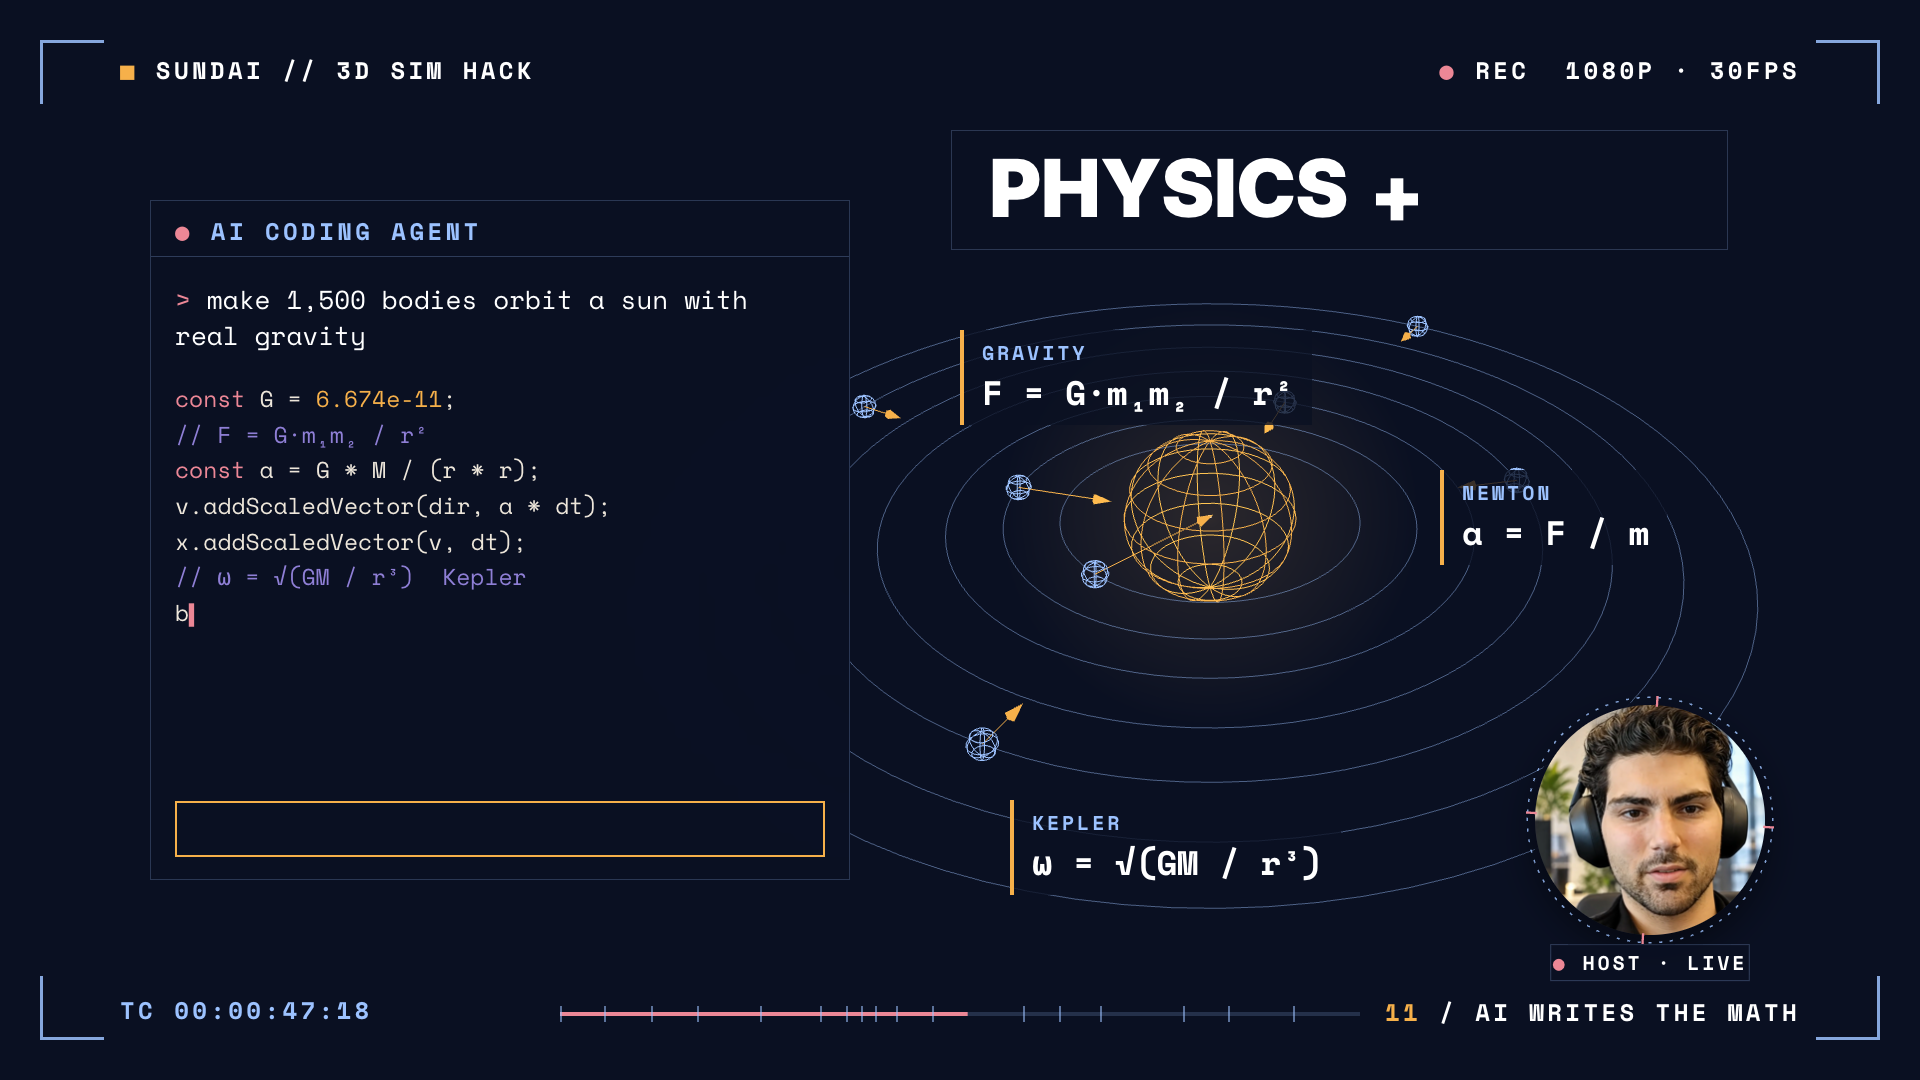 SUNDAI // 3D SIM HACK
REC 1080P · 30FPS
PHYSICS +
AI CODING AGENT
> make 1,500 bodies orbit a sun with
real gravity
const G = 6.674e-11;
// F = G·m₁m₂ / r²
const a = G * M / (r * r);
v.addScaledVector(dir, a * dt);
x.addScaledVector(v, dt);
// ω = √(GM / r³)  Kepler
b
GRAVITY
F = G·m₁m₂ / r²
NEWTON
a = F / m
KEPLER
ω = √(GM / r³)
HOST · LIVE
TC 00:00:47:18
11 / AI WRITES THE MATH